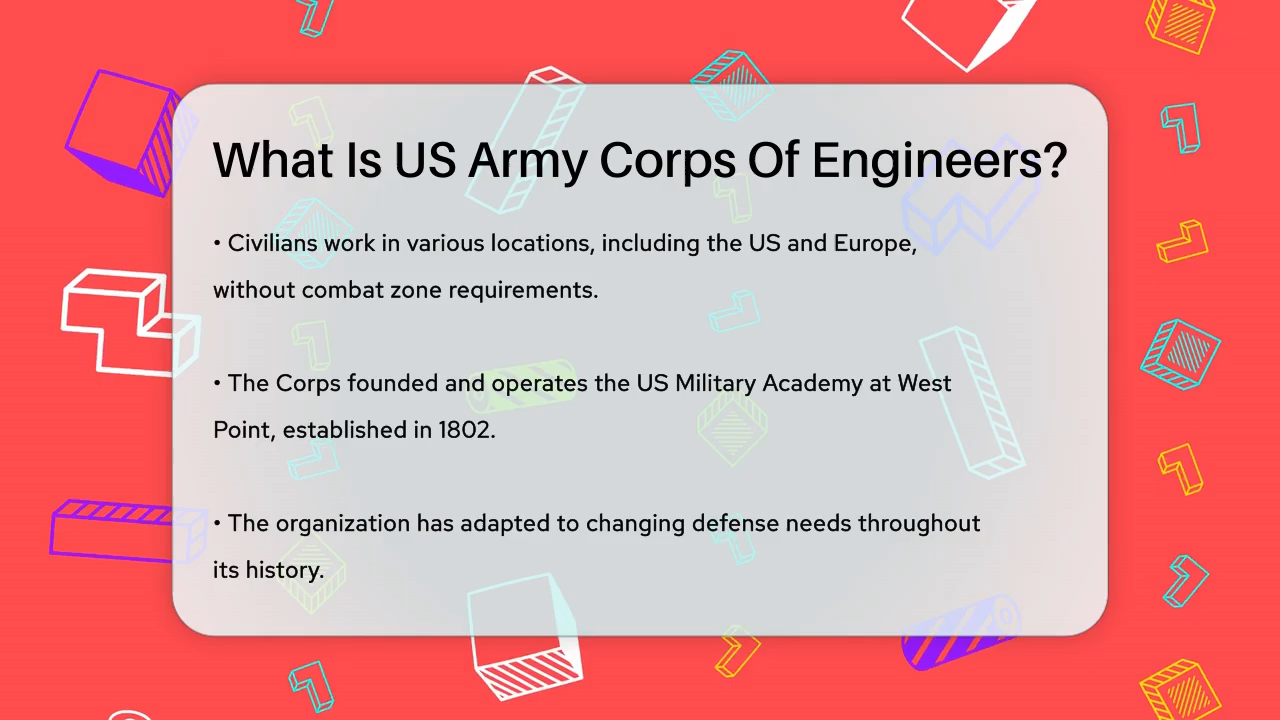 What Is US Army Corps Of Engineers?
• Civilians work in various locations, including the US and Europe,
without combat zone requirements.
• The Corps founded and operates the US Military Academy at West
Point, established in 1802.
• The organization has adapted to changing defense needs throughout
its history.